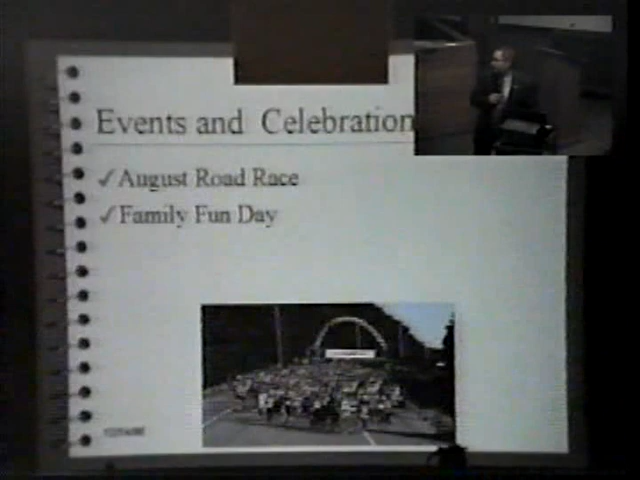 Events and Celebration
✓August Road Race
✓Family Fun Day